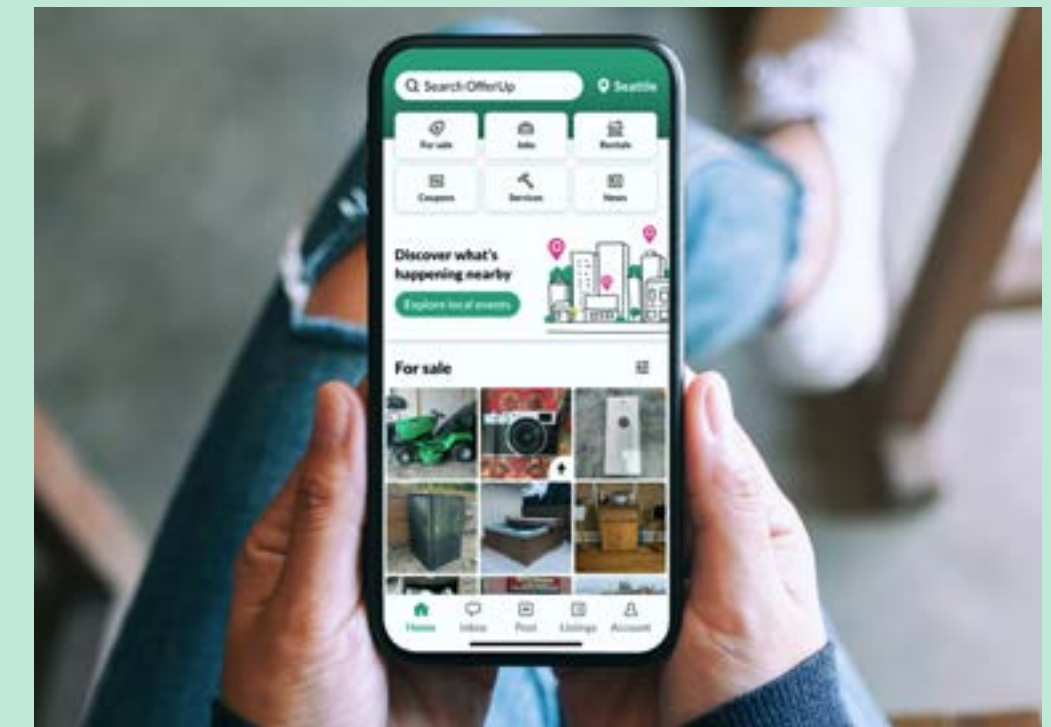 Search OfferUp
Seattle
For sale
Jobs
Rentals
Coupons
Services
News
Discover what's
happening nearby
Explore local events
For sale
Home
Inbox
Post
Listings
Account